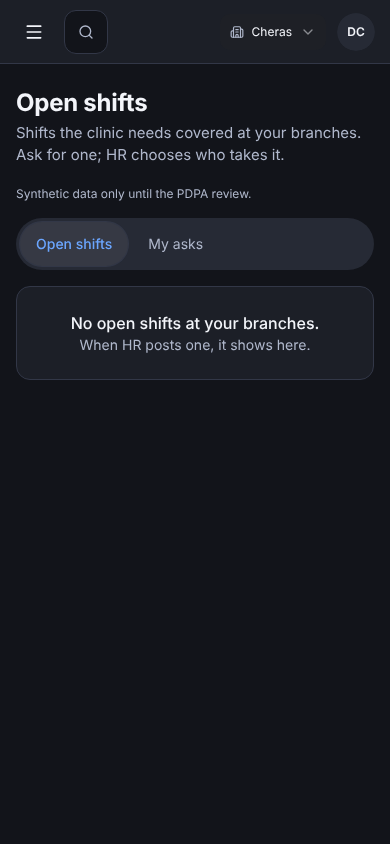 Cheras
DC
Open shifts
Shifts the clinic needs covered at your branches.
Ask for one; HR chooses who takes it.
Synthetic data only until the PDPA review.
Open shifts
My asks
No open shifts at your branches.
When HR posts one, it shows here.